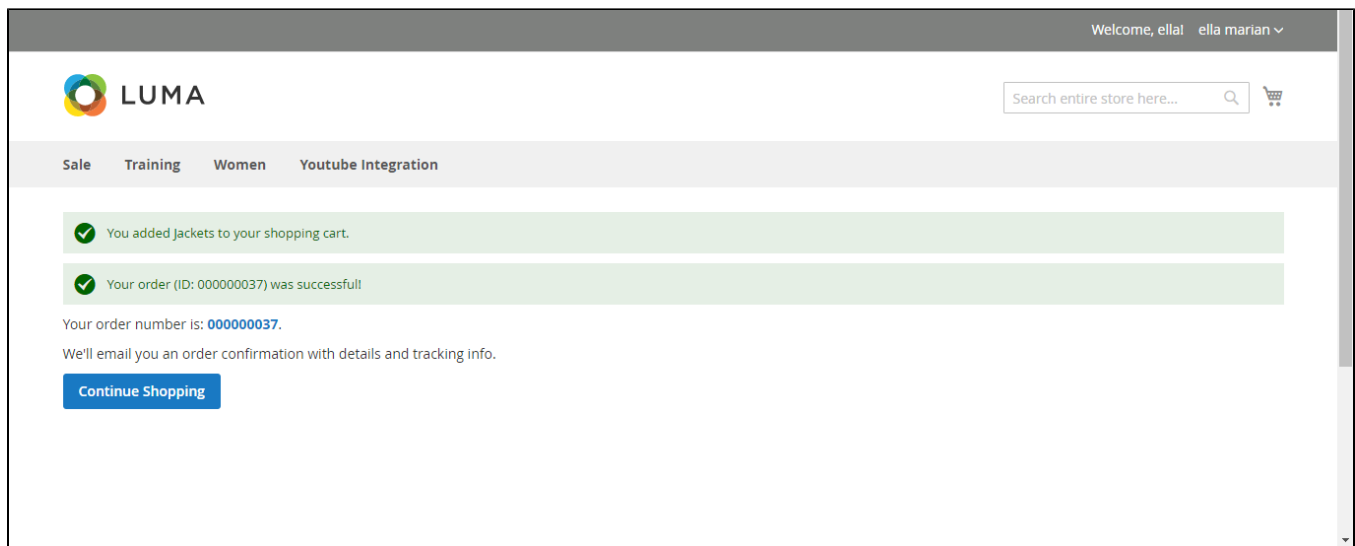 Welcome, ella! ella marian
LUMA
Search entire store here...
Sale Training Women Youtube Integration
You added Jackets to your shopping cart.
Your order (ID: 000000037) was successful!
Your order number is: 000000037.
We'll email you an order confirmation with details and tracking info.
Continue Shopping